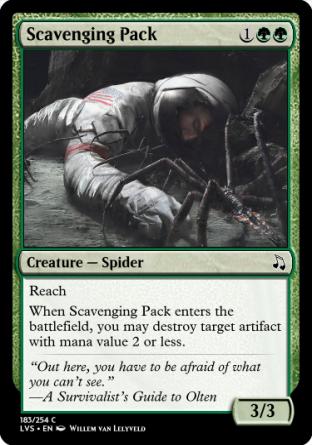 Scavenging Pack 1
Creature — Spider
Reach
When Scavenging Pack enters the
battlefield, you may destroy target artifact
with mana value 2 or less.
“Out here, you have to be afraid of what
you can't see.”
—A Survivalist's Guide to Olten
3/3
183/254 C
LVS • EN Willem van Lelyveld